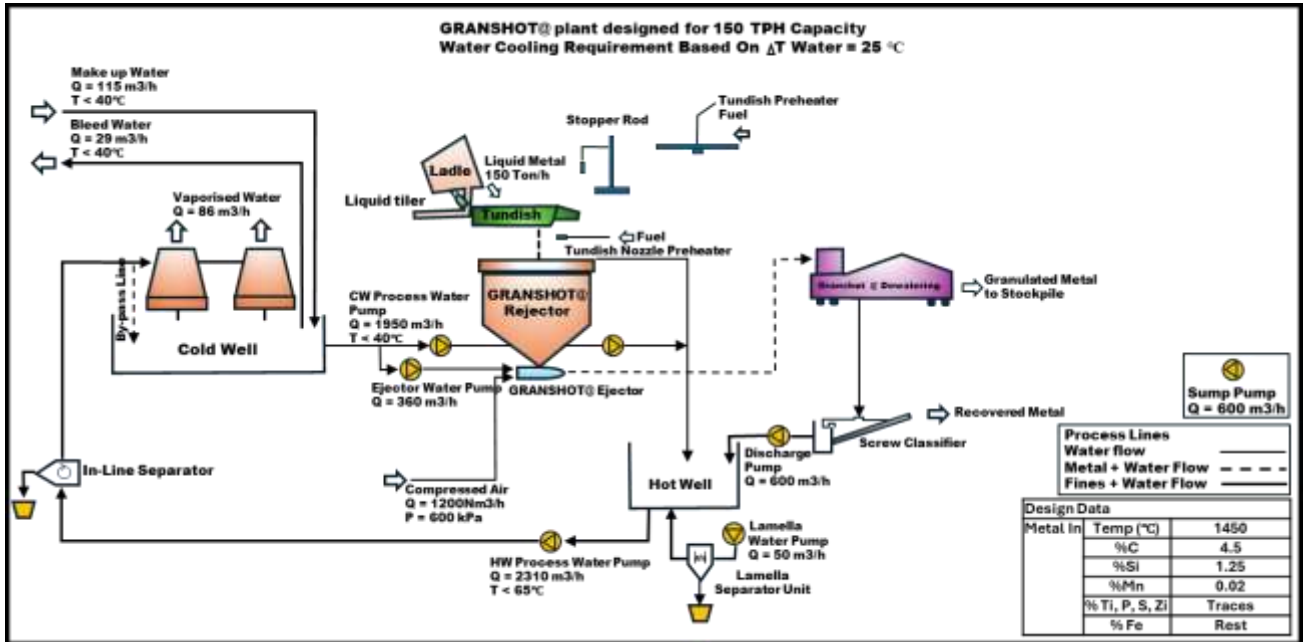 GRANSHOT@ plant designed for 150 TPH Capacity
Water Cooling Requirement Based On ΔT Water = 25 °C
Make up Water
Q = 115 m3/h
T < 40°C
Bleed Water
Q = 29 m3/h
T < 40°C
Vaporised Water
Q = 86 m3/h
By-pass Line
Cold Well
In-Line Separator
Ladle
Liquid Metal
150 Ton/h
Liquid tiler
Tundish
Stopper Rod
Tundish Preheater
Fuel
Fuel
Tundish Nozzle Preheater
GRANSHOT@
Rejector
CW Process Water
Pump
Q = 1950 m3/h
T < 40°C
Ejector Water Pump
Q = 360 m3/h
GRANSHOT@ Ejector
Compressed Air
Q = 1200Nm3/h
P = 600 kPa
Granshot @ Dewatering
Granulated Metal
to Stockpile
Recovered Metal
Screw Classifier
Discharge
Pump
Q = 600 m3/h
Hot Well
HW Process Water Pump
Q = 2310 m3/h
T < 65°C
Lamella
Water Pump
Q = 50 m3/h
Lamella
Separator Unit
Sump Pump
Q = 600 m3/h
Process Lines
Water flow
Metal + Water Flow
Fines + Water Flow
Design Data
Metal In Temp (°C) 1450
%C 4.5
%Si 1.25
%Mn 0.02
% Ti, P, S, Zi Traces
% Fe Rest